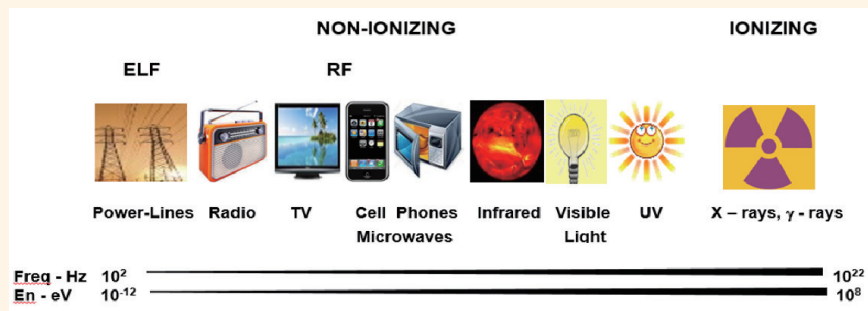 NON-IONIZING IONIZING
ELF RF
Power-Lines Radio TV Cell Phones Infrared Visible UV X – rays, γ - rays
Microwaves Light
Freq - Hz 10² 10²²
En - eV 10⁻¹² 10⁸